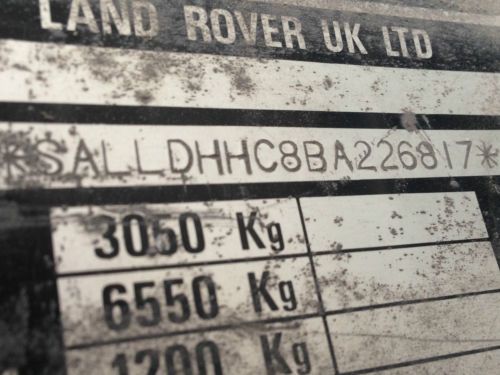 LAND ROVER UK LTD
*SALLDHHC8BA226817*
3050 Kg
6550 Kg
1200 Kg